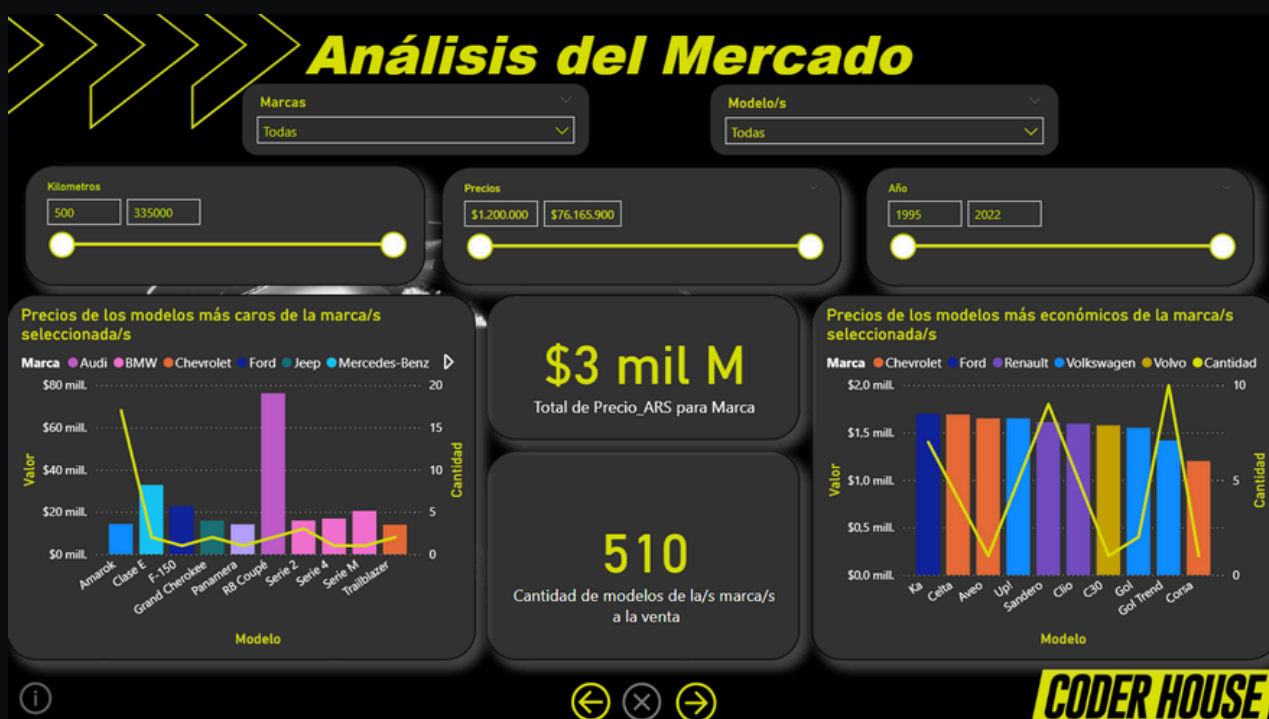 Análisis del Mercado
Marcas
Todas
Modelo/s
Todas
Kilometros
500
335000
Precios
$1.200.000
$76.165.900
Año
1995
2022
Precios de los modelos más caros de la marca/s
seleccionada/s
Marca Audi BMW Chevrolet Ford Jeep Mercedes-Benz
$80 mill.
$60 mill.
$40 mill.
$20 mill.
$0 mill.
Valor
20
15
10
5
0
Cantidad
Amarok
Clase E
F-150
Grand Cherokee
Panamera
R8 Coupé
Serie 2
Serie 4
Serie M
Trailblazer
Modelo
$3 mil M
Total de Precio_ARS para Marca
510
Cantidad de modelos de la/s marca/s
a la venta
Precios de los modelos más económicos de la marca/s
seleccionada/s
Marca Chevrolet Ford Renault Volkswagen Volvo Cantidad
$2,0 mill.
$1,5 mill.
$1,0 mill.
$0,5 mill.
$0,0 mill.
Valor
10
5
0
Cantidad
Ka
Celta
Aveo
Up!
Sandero
Clio
C30
Gol
Gol Trend
Corsa
Modelo
CODER HOUSE